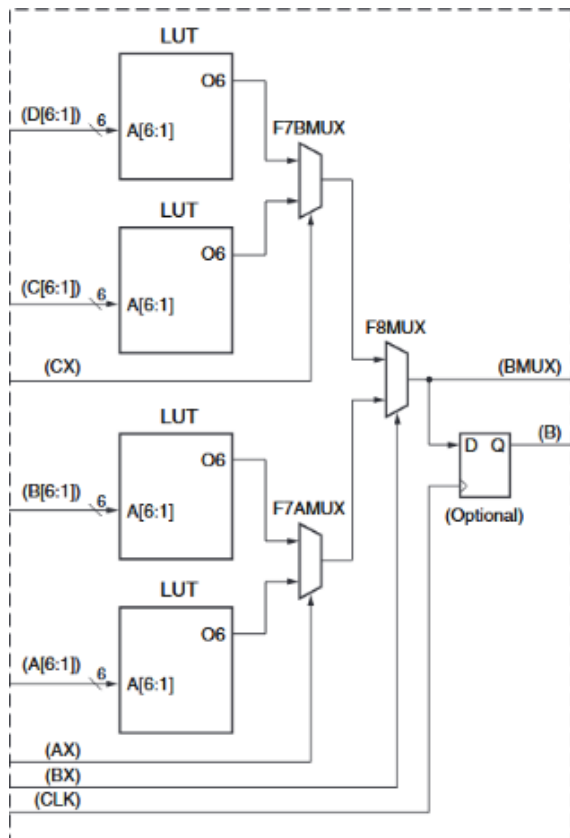 LUT
O6
(D[6:1])
6
A[6:1]
F7BMUX
LUT
O6
(C[6:1])
6
A[6:1]
F8MUX
(CX)
(BMUX)
LUT
O6
D Q
(B)
(B[6:1])
6
A[6:1]
F7AMUX
(Optional)
LUT
O6
(A[6:1])
6
A[6:1]
(AX)
(BX)
(CLK)